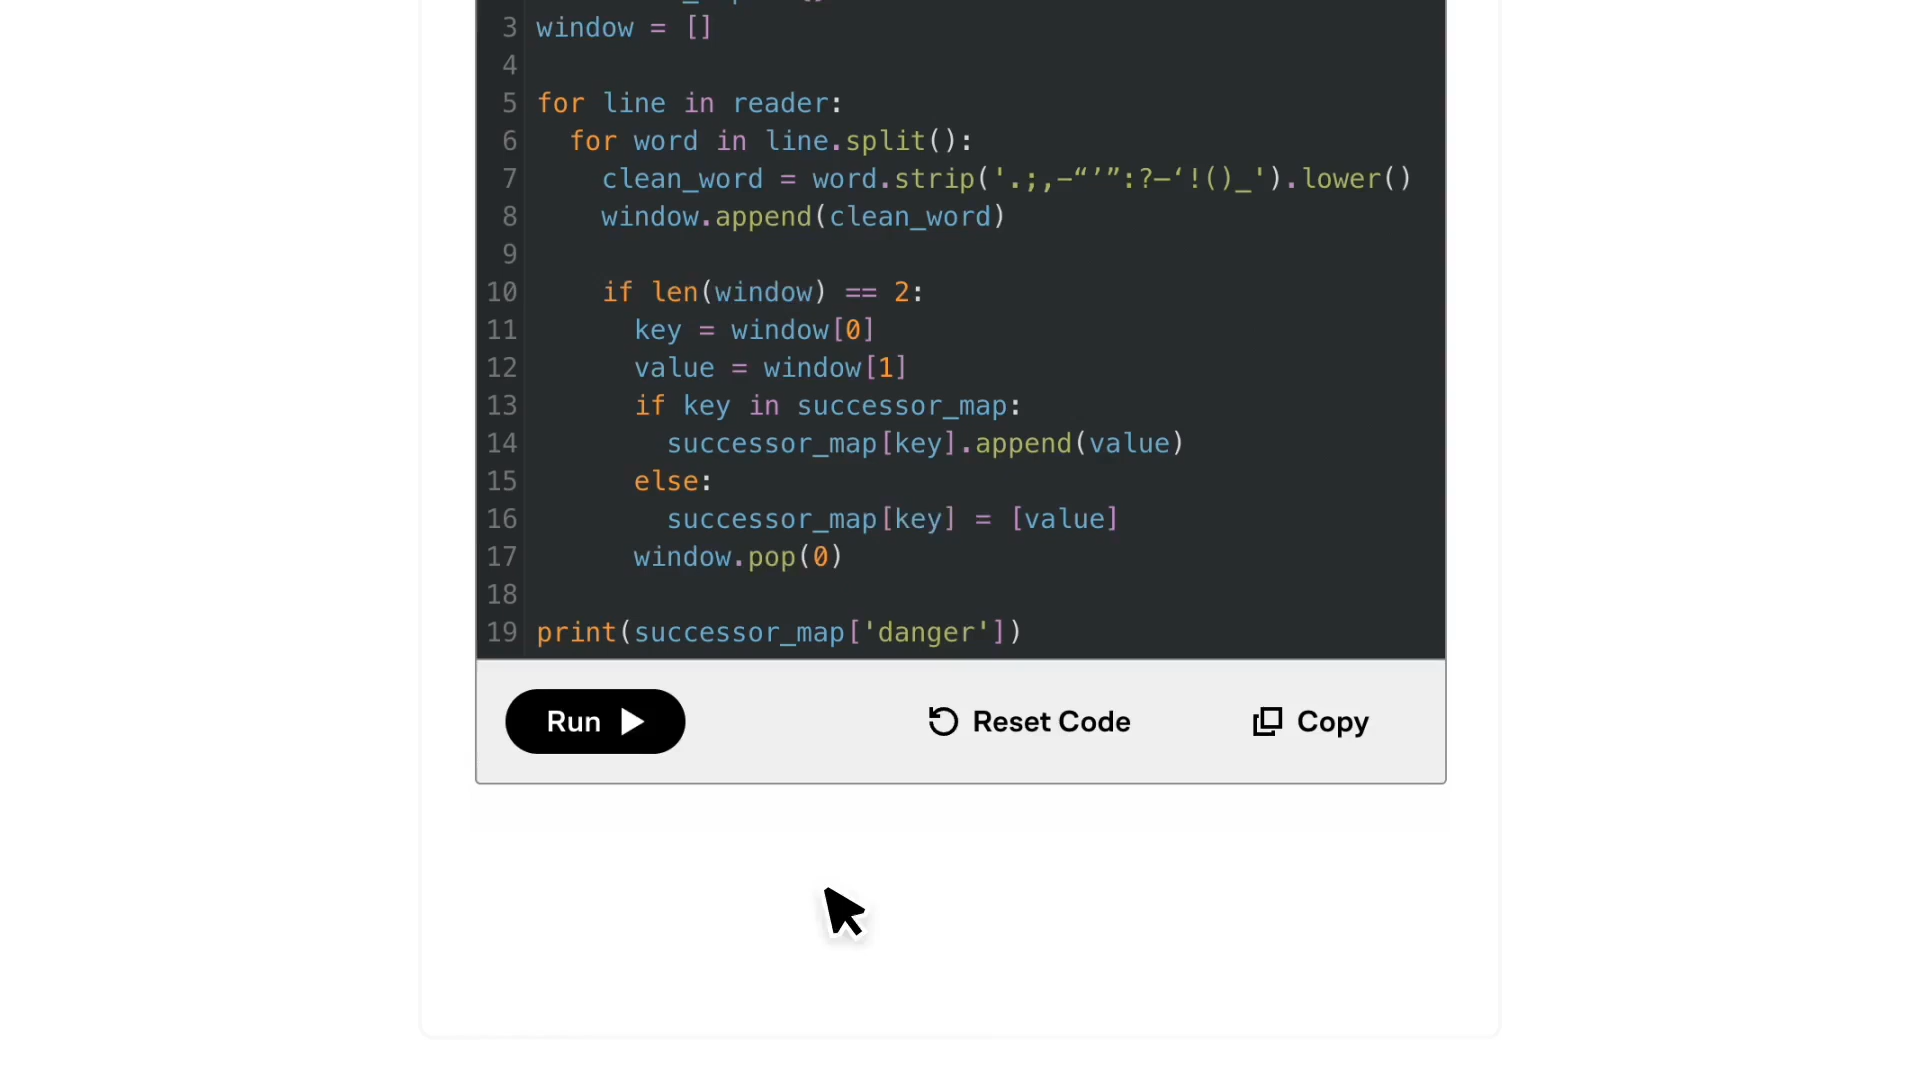 3 window = []
4
5 for line in reader:
6 for word in line.split():
7 clean_word = word.strip('.;,—“’”:?—‘!()_').lower()
8 window.append(clean_word)
9
10 if len(window) == 2:
11 key = window[0]
12 value = window[1]
13 if key in successor_map:
14 successor_map[key].append(value)
15 else:
16 successor_map[key] = [value]
17 window.pop(0)
18
19 print(successor_map['danger'])
Run Reset Code Copy